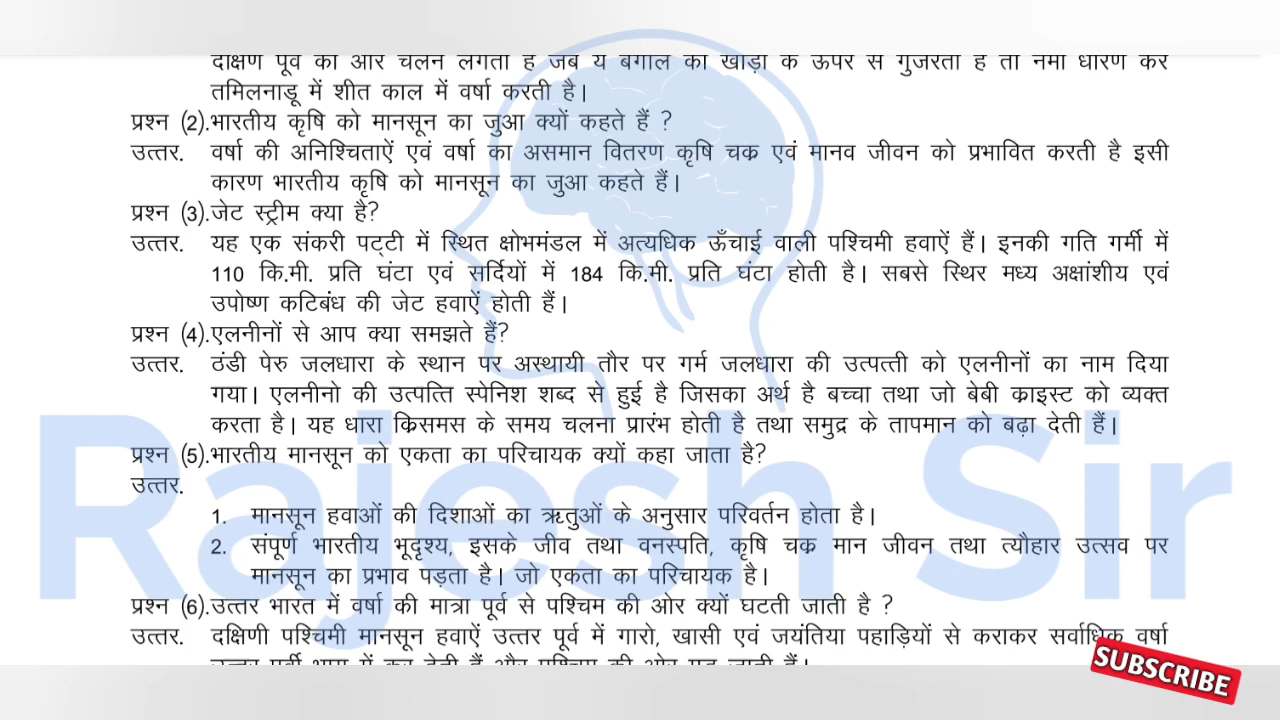 दक्षिण पूर्व की ओर चलने लगती है जब ये बंगाल की खाड़ी के ऊपर से गुजरती है तो नमी धारण कर
तमिलनाडू में शीत काल में वर्षा करती है।
प्रश्न (2).भारतीय कृषि को मानसून का जुआ क्यों कहते हैं ?
उत्तर. वर्षा की अनिश्चिताऐं एवं वर्षा का असमान वितरण कृषि चक्र एवं मानव जीवन को प्रभावित करती है इसी
कारण भारतीय कृषि को मानसून का जुआ कहते हैं।
प्रश्न (3).जेट स्ट्रीम क्या है?
उत्तर. यह एक संकरी पट्टी में स्थित क्षोभमंडल में अत्यधिक ऊँचाई वाली पश्चिमी हवाऐं हैं। इनकी गति गर्मी में
110 कि.मी. प्रति घंटा एवं सर्दियों में 184 कि.मी. प्रति घंटा होती है। सबसे स्थिर मध्य अक्षांशीय एवं
उपोष्ण कटिबंध की जेट हवाऐं होती हैं।
प्रश्न (4).एलनीनों से आप क्या समझते हैं?
उत्तर. ठंडी पेरु जलधारा के स्थान पर अस्थायी तौर पर गर्म जलधारा की उत्पत्ती को एलनीनों का नाम दिया
गया। एलनीनो की उत्पत्ति स्पेनिश शब्द से हुई है जिसका अर्थ है बच्चा तथा जो बेबी क्राइस्ट को व्यक्त
करता है। यह धारा क्रिसमस के समय चलना प्रारंभ होती है तथा समुद्र के तापमान को बढ़ा देती हैं।
प्रश्न (5).भारतीय मानसून को एकता का परिचायक क्यों कहा जाता है?
उत्तर.
1. मानसून हवाओं की दिशाओं का ऋतुओं के अनुसार परिवर्तन होता है।
2. संपूर्ण भारतीय भूदृश्य, इसके जीव तथा वनस्पति, कृषि चक्र मान जीवन तथा त्यौहार उत्सव पर
मानसून का प्रभाव पड़ता है। जो एकता का परिचायक है।
प्रश्न (6).उत्तर भारत में वर्षा की मात्रा पूर्व से पश्चिम की ओर क्यों घटती जाती है ?
उत्तर. दक्षिणी पश्चिमी मानसून हवाऐं उत्तर पूर्व में गारो, खासी एवं जयंतिया पहाड़ियों से कराकर सर्वाधिक वर्षा
Rajesh Sir
SUBSCRIBE